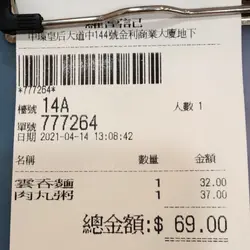 中環皇后大道中144號金利商業大廈地下
*777264*
樓號 14A 人數 1
單號 777264
日期 2021-04-14 13:08:42
名稱 數量 金額
雲吞麵 1 32.00
肉丸粥 1 37.00
總金額:$ 69.00